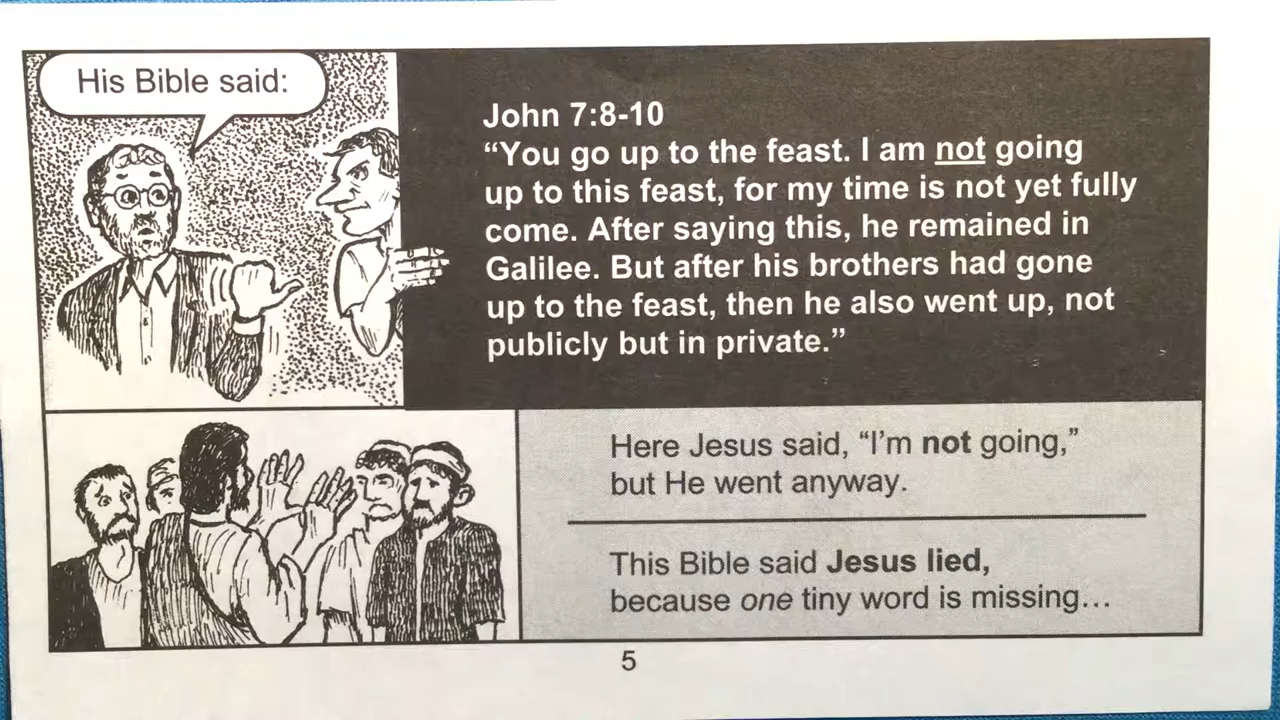 His Bible said:
John 7:8-10
“You go up to the feast. I am not going
up to this feast, for my time is not yet fully
come. After saying this, he remained in
Galilee. But after his brothers had gone
up to the feast, then he also went up, not
publicly but in private.”
Here Jesus said, “I’m not going,”
but He went anyway.
This Bible said Jesus lied,
because one tiny word is missing...
5